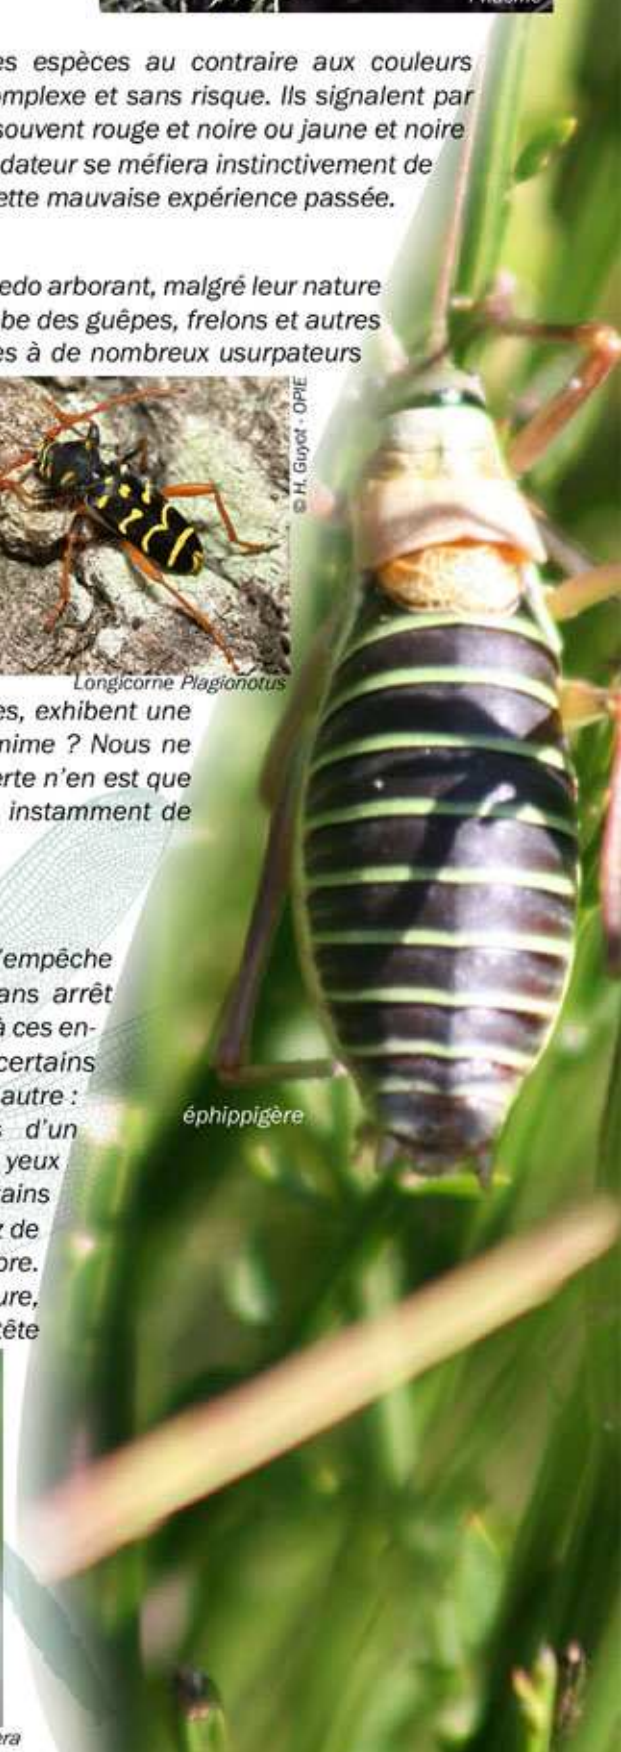 es espèces au contraire aux couleurs
omplexe et sans risque. Ils signalent par
souvent rouge et noire ou jaune et noire
dateur se méfiera instinctivement de
ette mauvaise expérience passée.
edo arborant, malgré leur nature
be des guêpes, frelons et autres
es à de nombreux usurpateurs
© H. Guyot - OPIE
Longicorne Plagionotus
es, exhibent une
nime ? Nous ne
erte n'en est que
instamment de
'empêche
ans arrêt
à ces en-
certains
autre :
d'un
yeux
tains
z de
bre.
ure,
tête
éphippigère
era